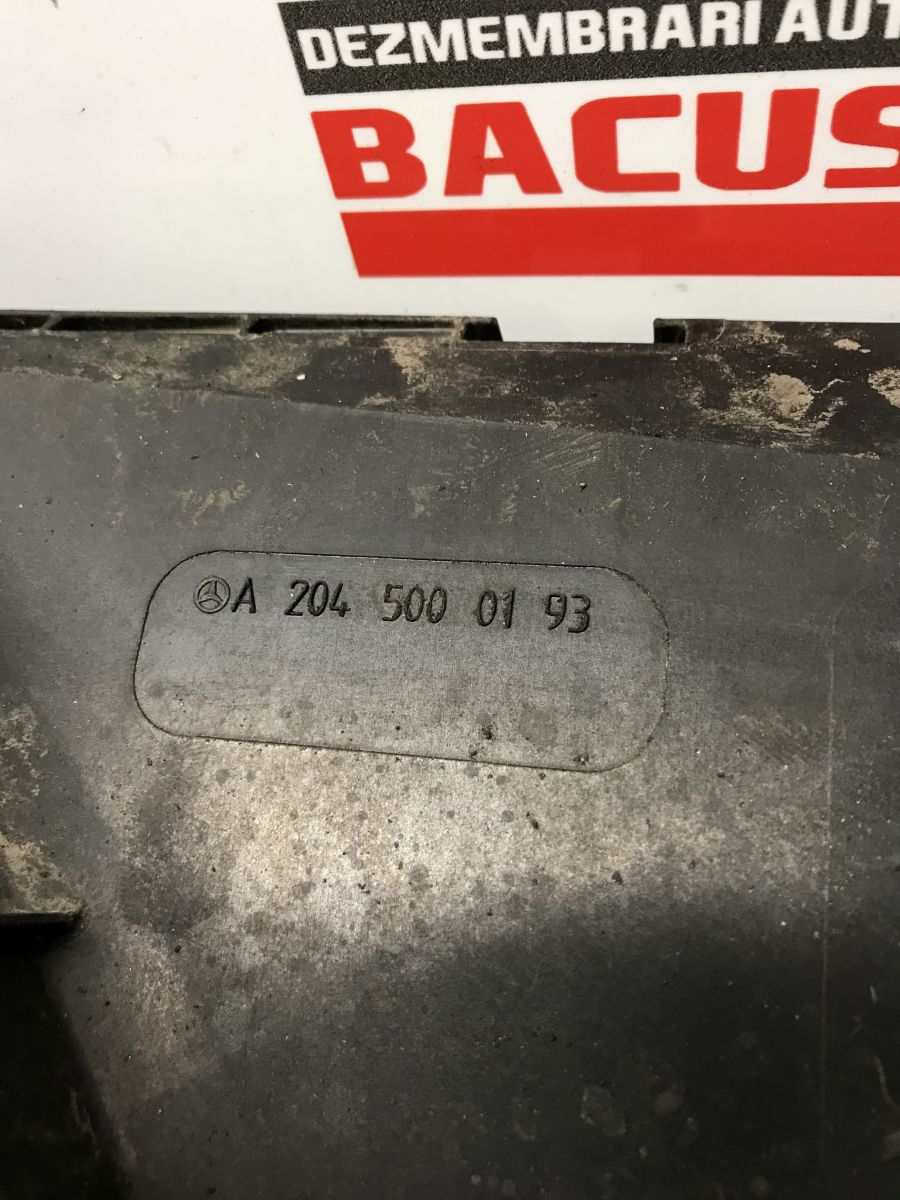 DEZMEMBRARI AUT
BACUS
A 204 500 01 93